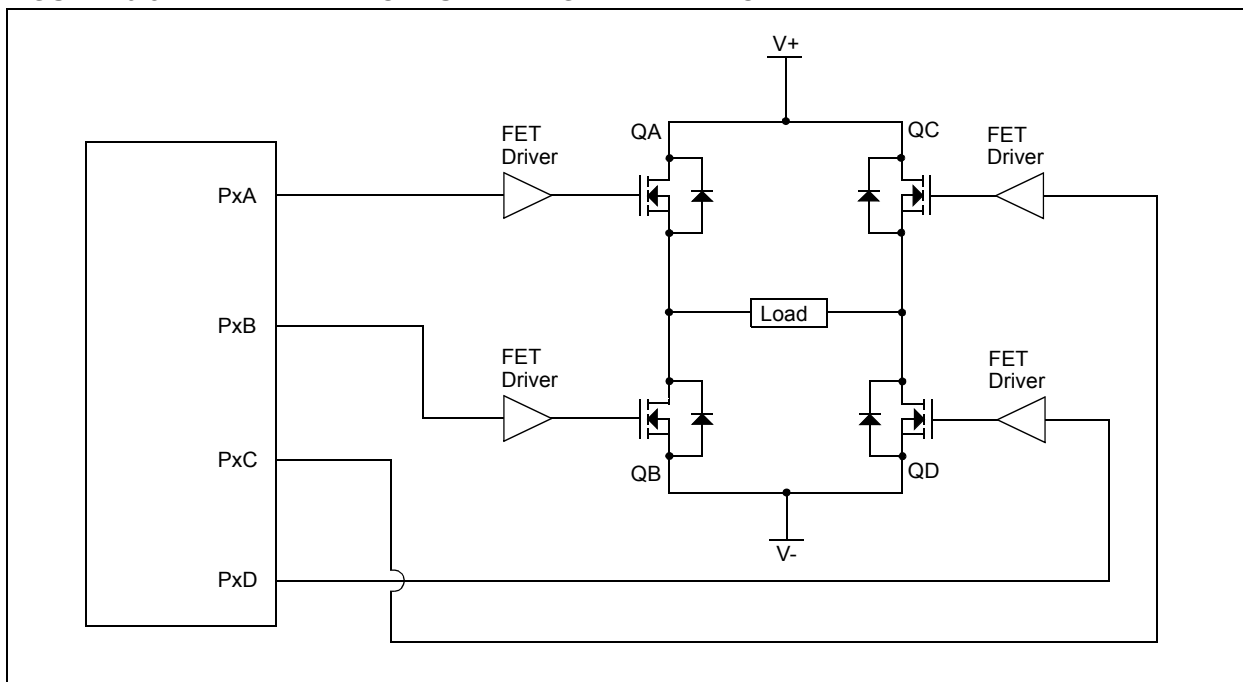 V+
QA
QC
FET
Driver
FET
Driver
PxA
PxB
Load
FET
Driver
FET
Driver
PxC
QB
QD
V-
PxD